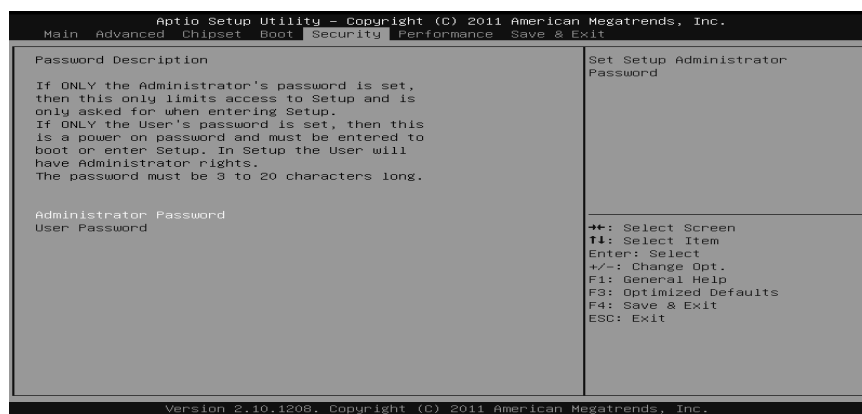 Aptio Setup Utility – Copyright (C) 2011 American Megatrends, Inc.
Main Advanced Chipset Boot Security Performance Save & Exit
Password Description
If ONLY the Administrator's password is set,
then this only limits access to Setup and is
only asked for when entering Setup.
If ONLY the User's password is set, then this
is a power on password and must be entered to
boot or enter Setup. In Setup the User will
have Administrator rights.
The password must be 3 to 20 characters long.
Administrator Password
User Password
Set Setup Administrator
Password
→←: Select Screen
↑↓: Select Item
Enter: Select
+/-: Change Opt.
F1: General Help
F3: Optimized Defaults
F4: Save & Exit
ESC: Exit
Version 2.10.1208. Copyright (C) 2011 American Megatrends, Inc.